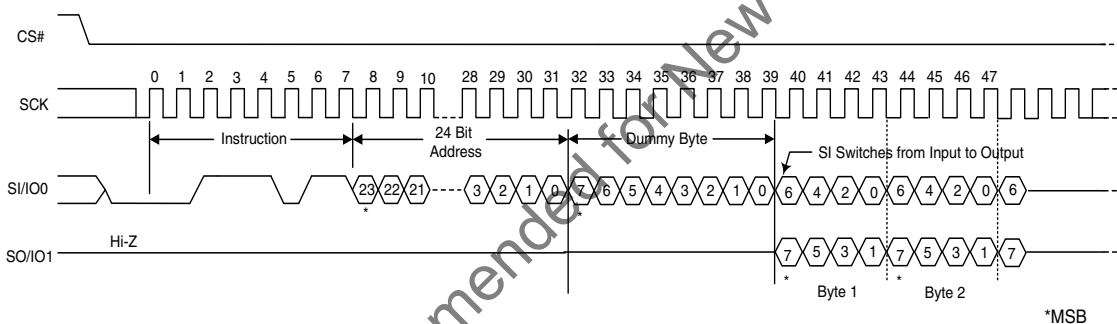 mended for New
CS#
0 1 2 3 4 5 6 7 8 9 10 28 29 30 31 32 33 34 35 36 37 38 39 40 41 42 43 44 45 46 47
SCK
Instruction
24 Bit
Address
Dummy Byte
SI Switches from Input to Output
SI/IO0
23 22 21 3 2 1 0 7 6 5 4 3 2 1 0 6 4 2 0 6 4 2 0 6
* *
Hi-Z
SO/IO1
7 5 3 1 7 5 3 1 7
* *
Byte 1 Byte 2
*MSB